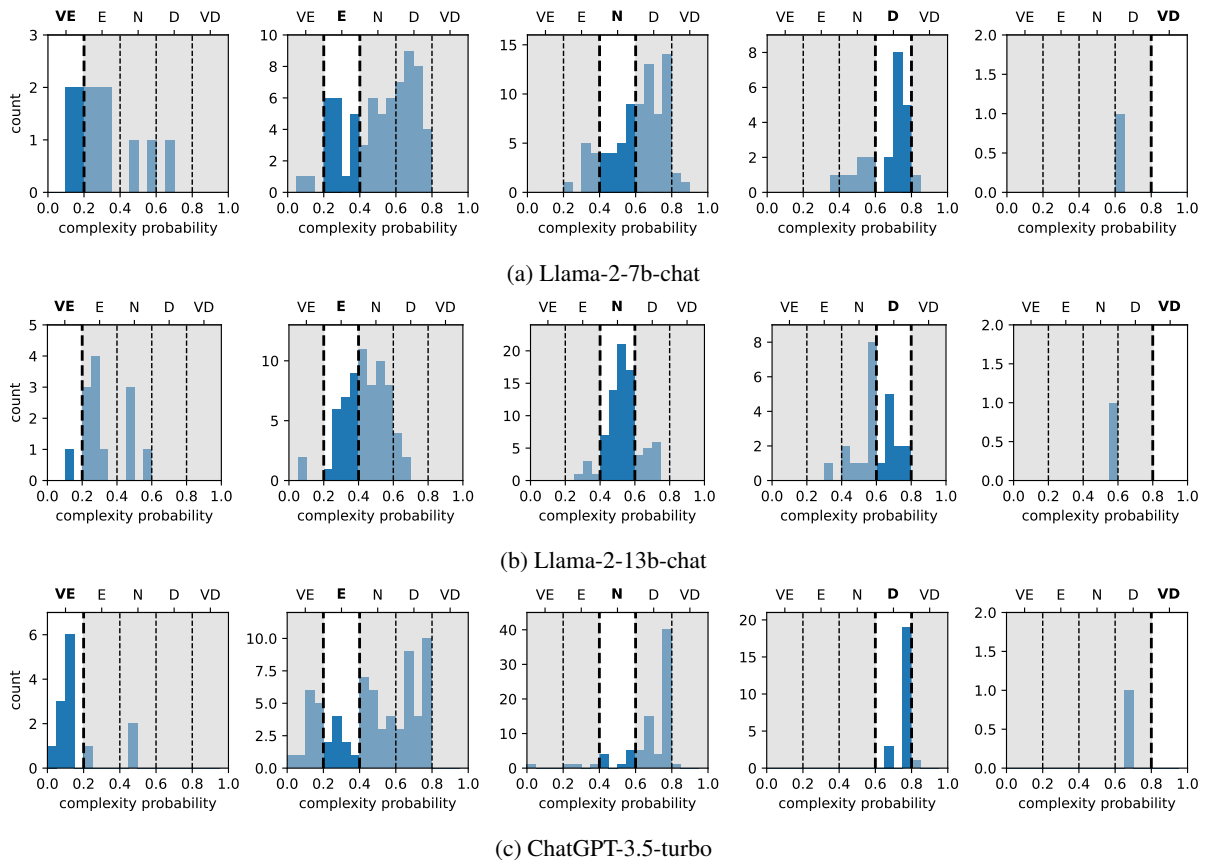 VE E N D VD VE E N D VD VE E N D VD VE E N D VD VE E N D VD
3 10 16 2.0
8 14 8 1.5
2 6 12 6
count 10
8 4 1.0
1 4 6
2 4 2 0.5
2
0 0 0 0 0.0
0.0 0.2 0.4 0.6 0.8 1.0 0.0 0.2 0.4 0.6 0.8 1.0 0.0 0.2 0.4 0.6 0.8 1.0 0.0 0.2 0.4 0.6 0.8 1.0 0.0 0.2 0.4 0.6 0.8 1.0
complexity probability complexity probability complexity probability complexity probability complexity probability
(a) Llama-2-7b-chat
VE E N D VD VE E N D VD VE E N D VD VE E N D VD VE E N D VD
5 2.0
4 10 20 8 1.5
3 15 6
count 1.0
2 5 10 4
1 5 2 0.5
0 0 0 0 0.0
0.0 0.2 0.4 0.6 0.8 1.0 0.0 0.2 0.4 0.6 0.8 1.0 0.0 0.2 0.4 0.6 0.8 1.0 0.0 0.2 0.4 0.6 0.8 1.0 0.0 0.2 0.4 0.6 0.8 1.0
complexity probability complexity probability complexity probability complexity probability complexity probability
(b) Llama-2-13b-chat
VE E N D VD VE E N D VD VE E N D VD VE E N D VD VE E N D VD
6 10.0 40 20 2.0
7.5 30 15 1.5
count 4
5.0 20 10 1.0
2 2.5 10 5 0.5
0 0.0 0 0 0.0
0.0 0.2 0.4 0.6 0.8 1.0 0.0 0.2 0.4 0.6 0.8 1.0 0.0 0.2 0.4 0.6 0.8 1.0 0.0 0.2 0.4 0.6 0.8 1.0 0.0 0.2 0.4 0.6 0.8 1.0
complexity probability complexity probability complexity probability complexity probability complexity probability
(c) ChatGPT-3.5-turbo